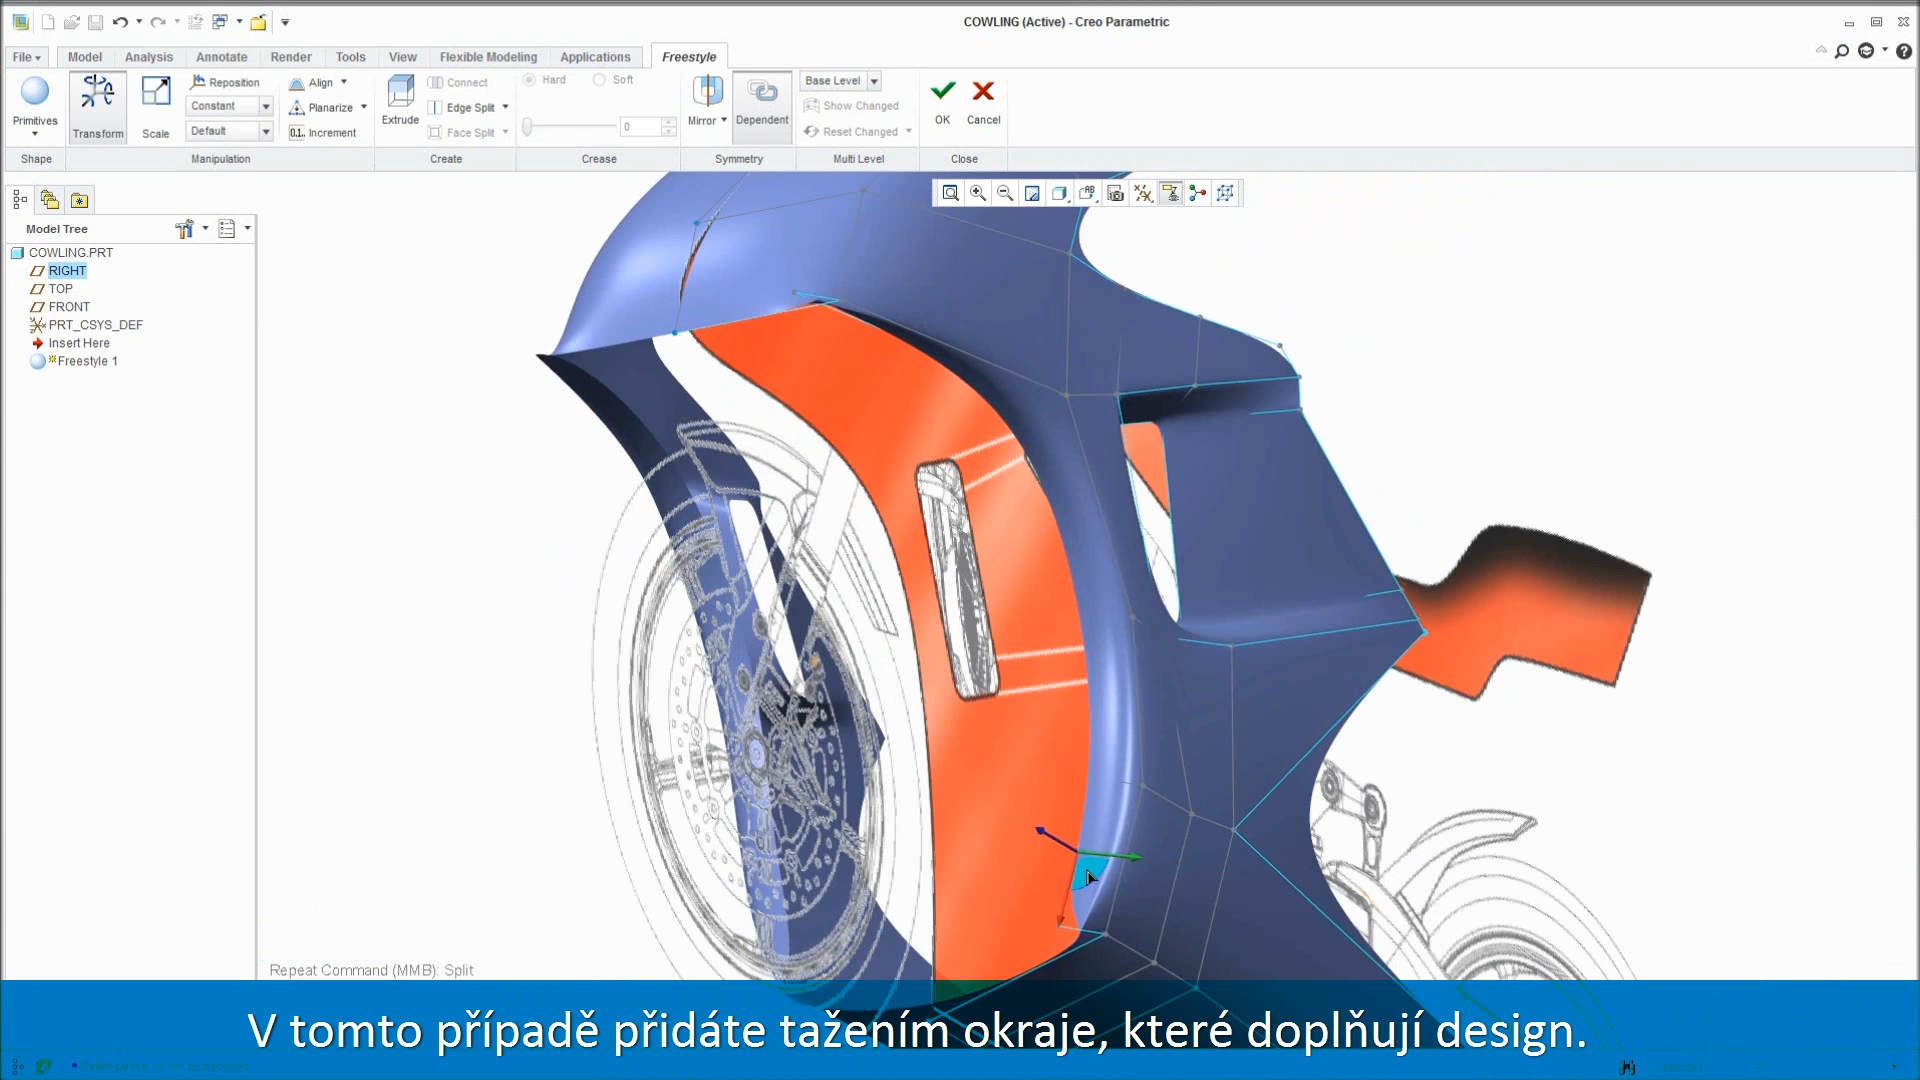 COWLING (Active) - Creo Parametric
File Model Analysis Annotate Render Tools View Flexible Modeling Applications Freestyle
Primitives
Transform
Scale
Reposition
Constant
Default
Align
Planarize
Increment
Extrude
Connect
Edge Split
Face Split
Hard Soft
0
Mirror
Dependent
Base Level
Show Changed
Reset Changed
OK
Cancel
Shape Manipulation Create Crease Symmetry Multi Level Close
Model Tree
COWLING.PRT
RIGHT
TOP
FRONT
PRT_CSYS_DEF
Insert Here
Freestyle 1
Repeat Command (MMB): Split
V tomto případě přidáte tažením okraje, které doplňují design.